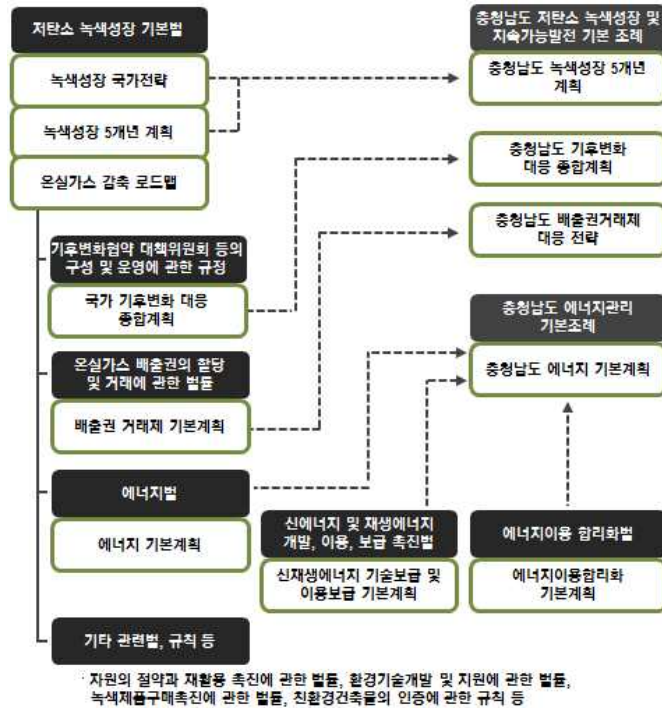 저탄소 녹색성장 기본법
녹색성장 국가전략
녹색성장 5개년 계획
온실가스 감축 로드맵
기후변화협약 대책위원회 등의
구성 및 운영에 관한 규정
국가 기후변화 대응
종합계획
온실가스 배출권의 할당
및 거래에 관한 법률
배출권 거래제 기본계획
에너지법
에너지 기본계획
기타 관련법, 규칙 등
신에너지 및 재생에너지
개발, 이용, 보급 촉진법
신재생에너지 기술보급 및
이용보급 기본계획
충청남도 저탄소 녹색성장 및
지속가능발전 기본 조례
충청남도 녹색성장 5개년
계획
충청남도 기후변화
대응 종합계획
충청남도 배출권거래제
대응 전략
충청남도 에너지관리
기본조례
충청남도 에너지 기본계획
에너지이용 합리화법
에너지이용합리화
기본계획
· 자원의 절약과 재활용 촉진에 관한 법률, 환경기술개발 및 지원에 관한 법률,
녹색제품구매촉진에 관한 법률, 친환경건축물의 인증에 관한 규칙 등